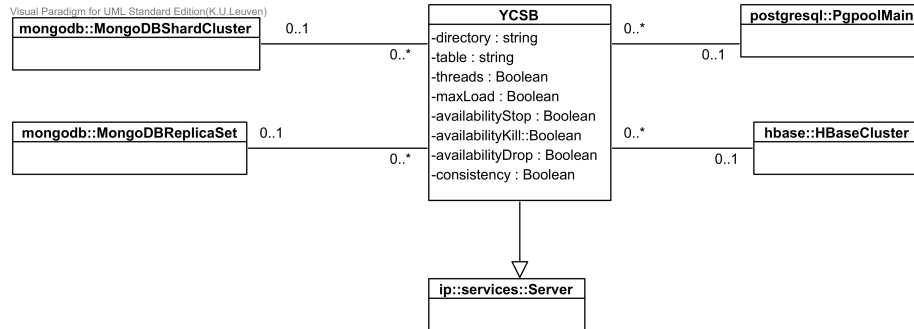 Visual Paradigm for UML Standard Edition(K.U.Leuven)
mongodb::MongoDBShardCluster
0..1
0..*
YCSB
-directory : string
-table : string
-threads : Boolean
-maxLoad : Boolean
-availabilityStop : Boolean
-availabilityKill::Boolean
-availabilityDrop : Boolean
-consistency : Boolean
0..*
0..1
postgresql::PgpoolMain
mongodb::MongoDBReplicaSet
0..1
0..*
0..*
0..1
hbase::HBaseCluster
ip::services::Server